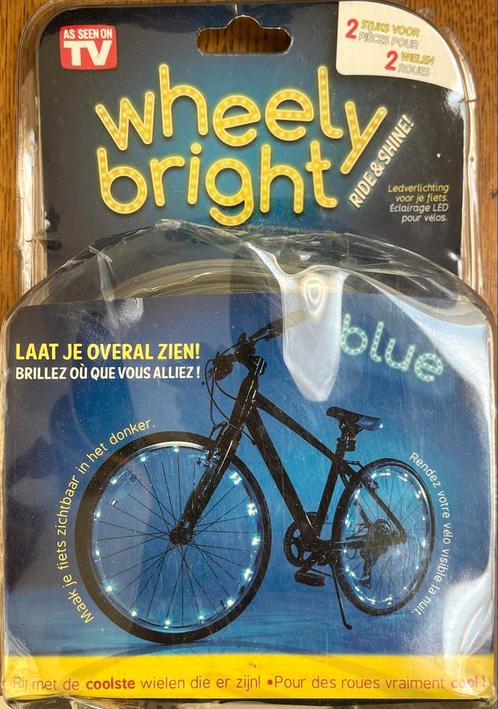 AS SEEN ON
TV
2 STUKS VOOR
PIÈCES POUR
2 WIELEN
ROUES
wheely
bright
RIDE & SHINE!
Ledverlichting
voor je fiets.
Éclairage LED
pour vélos.
blue
LAAT JE OVERAL ZIEN!
BRILLEZ OÙ QUE VOUS ALLIEZ !
Maak je fiets zichtbaar in het donker.
Rendez votre vélo visible la nuit.
Rij met de coolste wielen die er zijn! • Pour des roues vraiment cool !